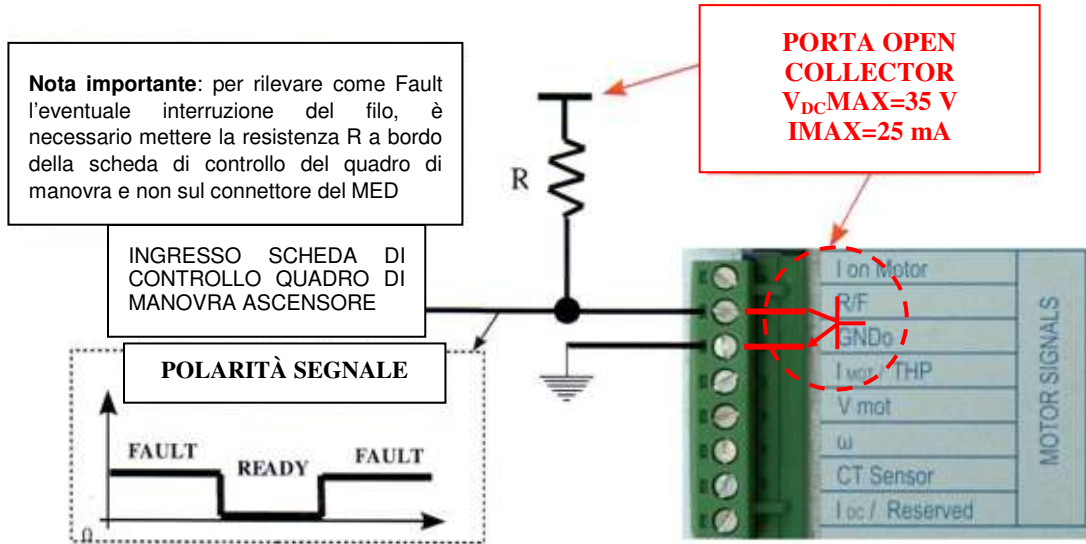 Nota importante: per rilevare come Fault
l'eventuale interruzione del filo, è
necessario mettere la resistenza R a bordo
della scheda di controllo del quadro di
manovra e non sul connettore del MED
PORTA OPEN
COLLECTOR
VDCMAX=35 V
IMAX=25 mA
R
INGRESSO SCHEDA DI
CONTROLLO QUADRO DI
MANOVRA ASCENSORE
POLARITÀ SEGNALE
FAULT
READY
FAULT
0
I on Motor
R/F
GNDo
I MOT / THP
V mot
ω
CT Sensor
I DC / Reserved
MOTOR SIGNALS